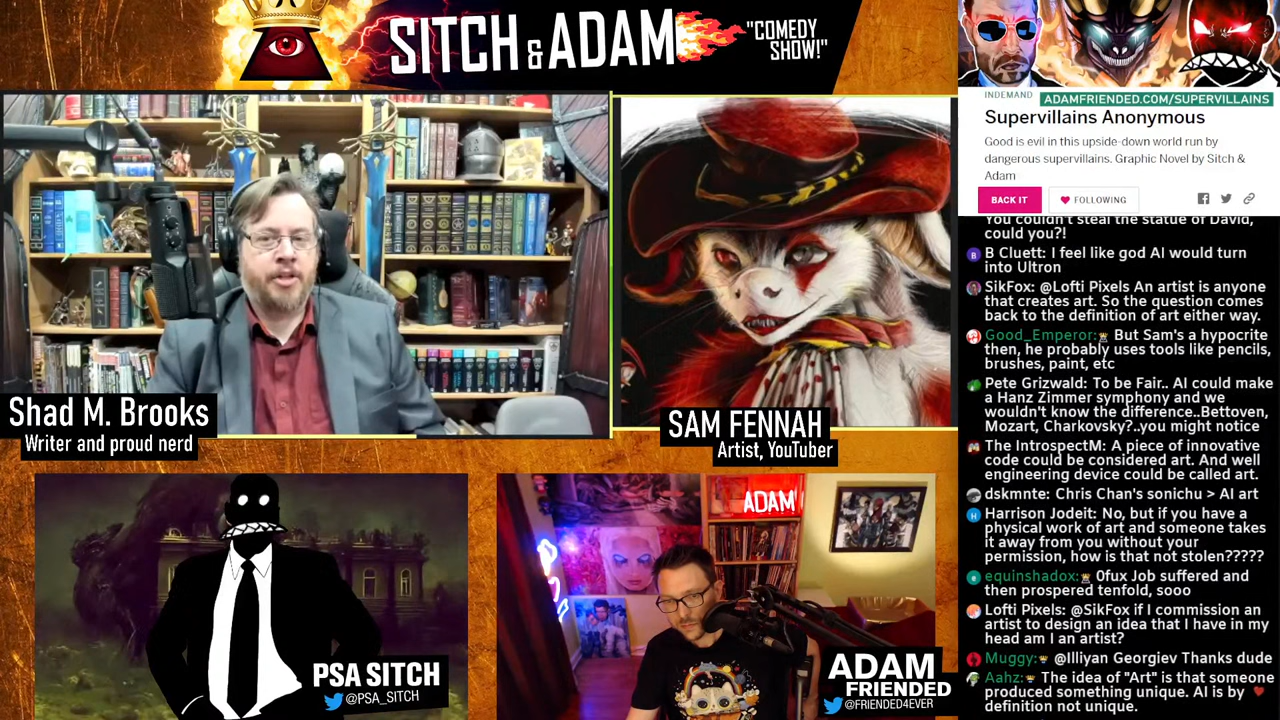 SITCH & ADAM
"COMEDY
SHOW!"
INDEMAND
ADAMFRIENDED.COM/SUPERVILLAINS
Supervillains Anonymous
Good is evil in this upside-down world run by
dangerous supervillains. Graphic Novel by Sitch &
Adam
BACK IT
FOLLOWING
You couldn't steal the statue of David,
could you?!
B Cluett: I feel like god AI would turn
into Ultron
SikFox: @Lofti Pixels An artist is anyone
that creates art. So the question comes
back to the definition of art either way.
Good_Emperor: But Sam's a hypocrite
then, he probably uses tools like pencils,
brushes, paint, etc
Pete Grizwald: To be Fair.. AI could make
a Hanz Zimmer symphony and we
wouldn't know the difference..Bettoven,
Mozart, Charkovsky?..you might notice
The IntrospectM: A piece of innovative
code could be considered art. And well
engineering device could be called art.
dskmnte: Chris Chan's sonichu > AI art
Harrison Jodeit: No, but if you have a
physical work of art and someone takes
it away from you without your
permission, how is that not stolen?????
equinshadox: 0fux Job suffered and
then prospered tenfold, sooo
Lofti Pixels: @SikFox if I commission an
artist to design an idea that I have in my
head am I an artist?
Muggy: @Illiyan Georgiev Thanks dude
Aahz: The idea of "Art" is that someone
produced something unique. AI is by
definition not unique.
Shad M. Brooks
Writer and proud nerd
SAM FENNAH
Artist, YouTuber
ADAM
PSA SITCH
@PSA_SITCH
ADAM
FRIENDED
@FRIENDED4EVER